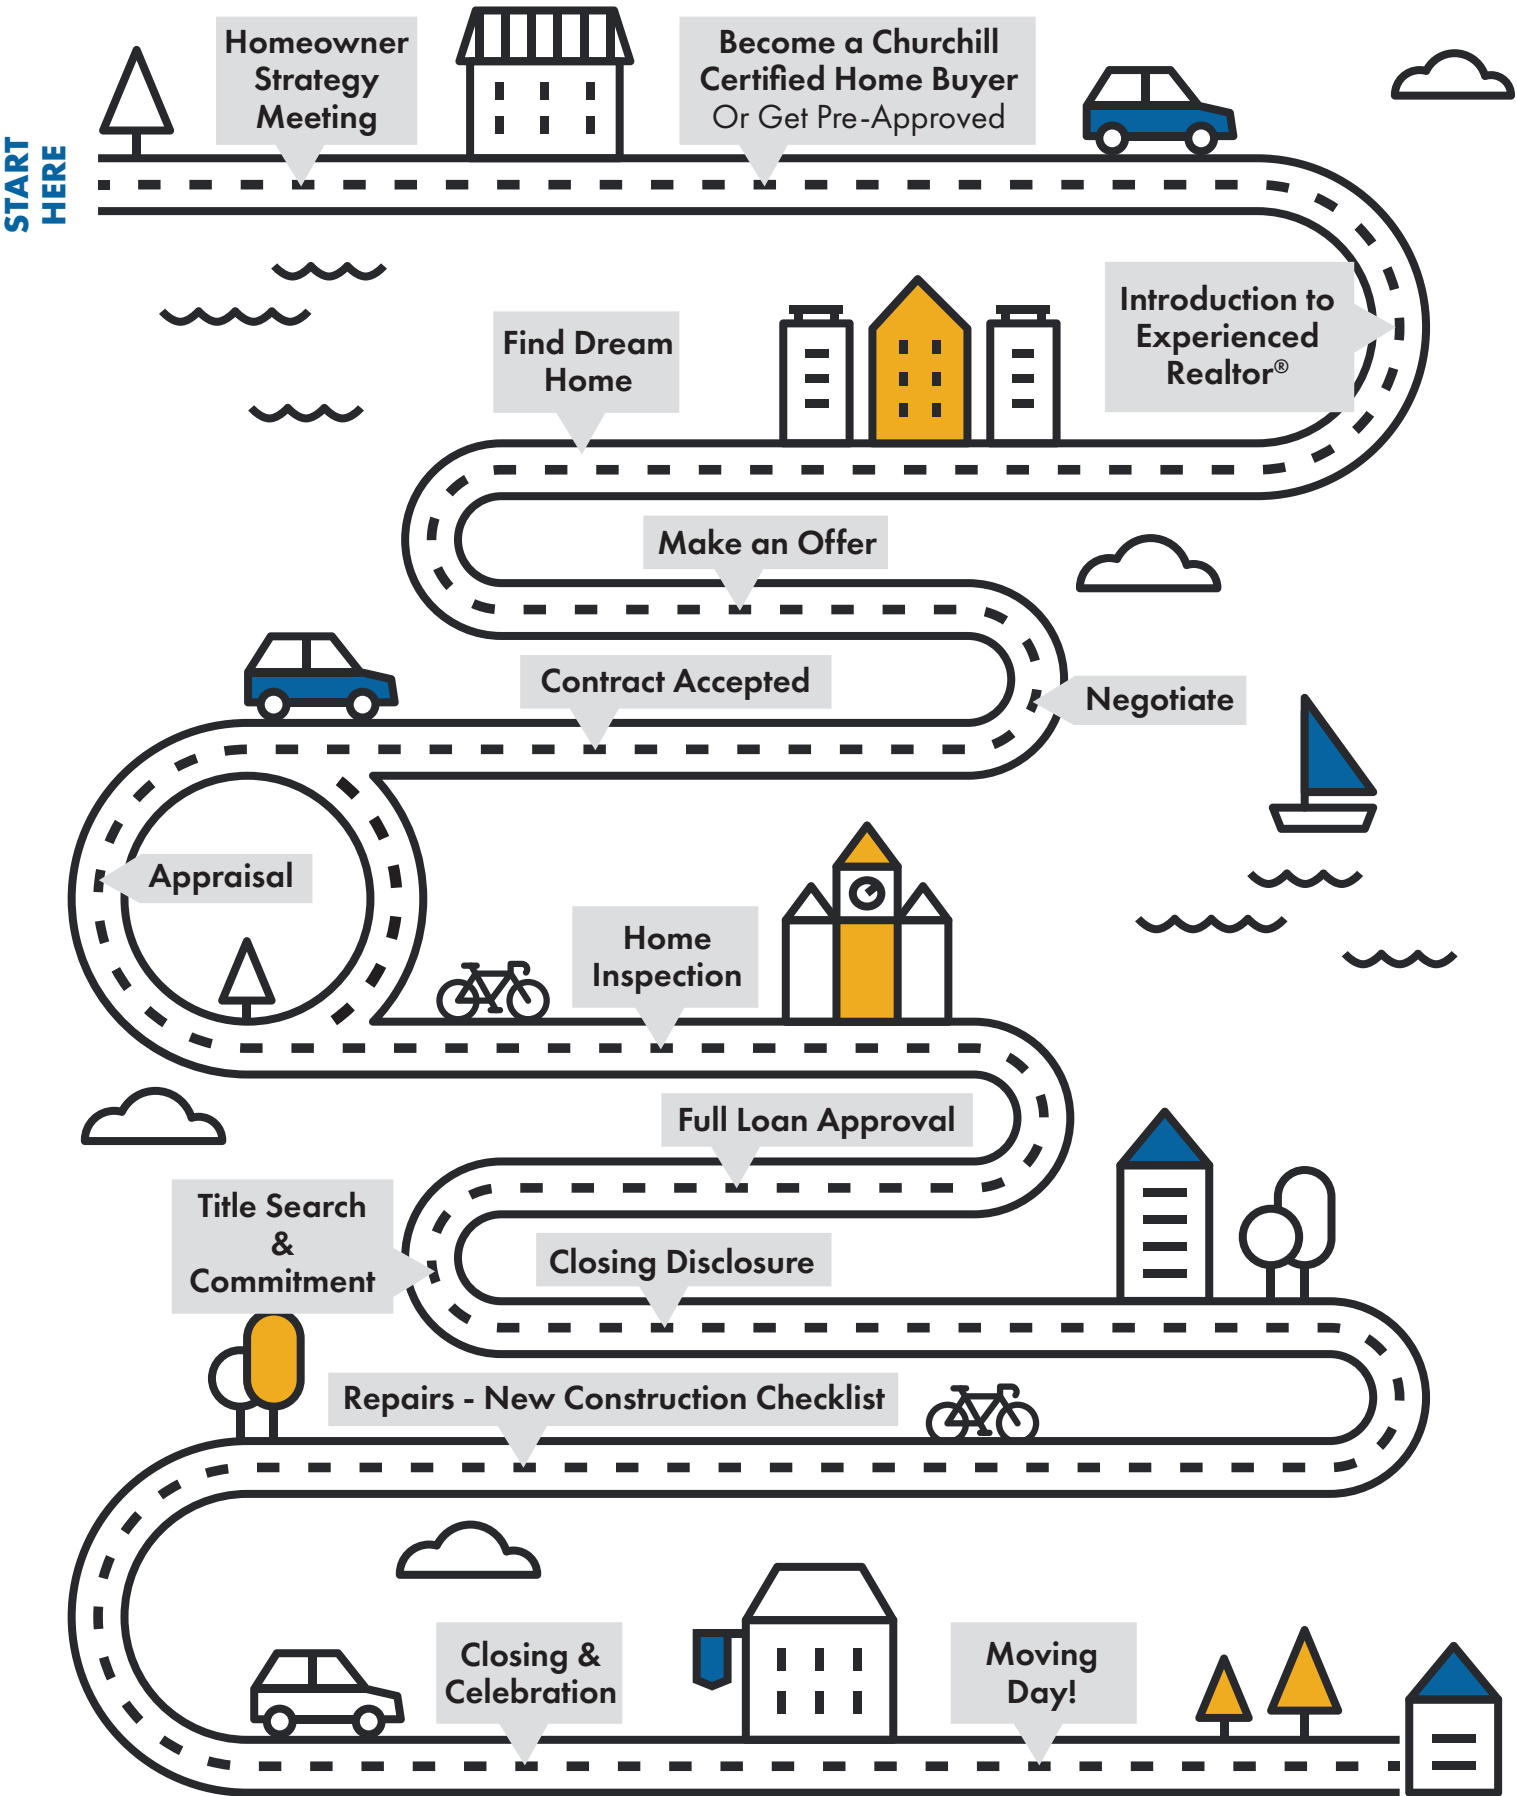 START
HERE
Homeowner
Strategy
Meeting
Become a Churchill
Certified Home Buyer
Or Get Pre-Approved
Introduction to
Experienced
Realtor®
Find Dream
Home
Make an Offer
Negotiate
Contract Accepted
Appraisal
Home
Inspection
Full Loan Approval
Title Search
&
Commitment
Closing Disclosure
Repairs - New Construction Checklist
Closing &
Celebration
Moving
Day!